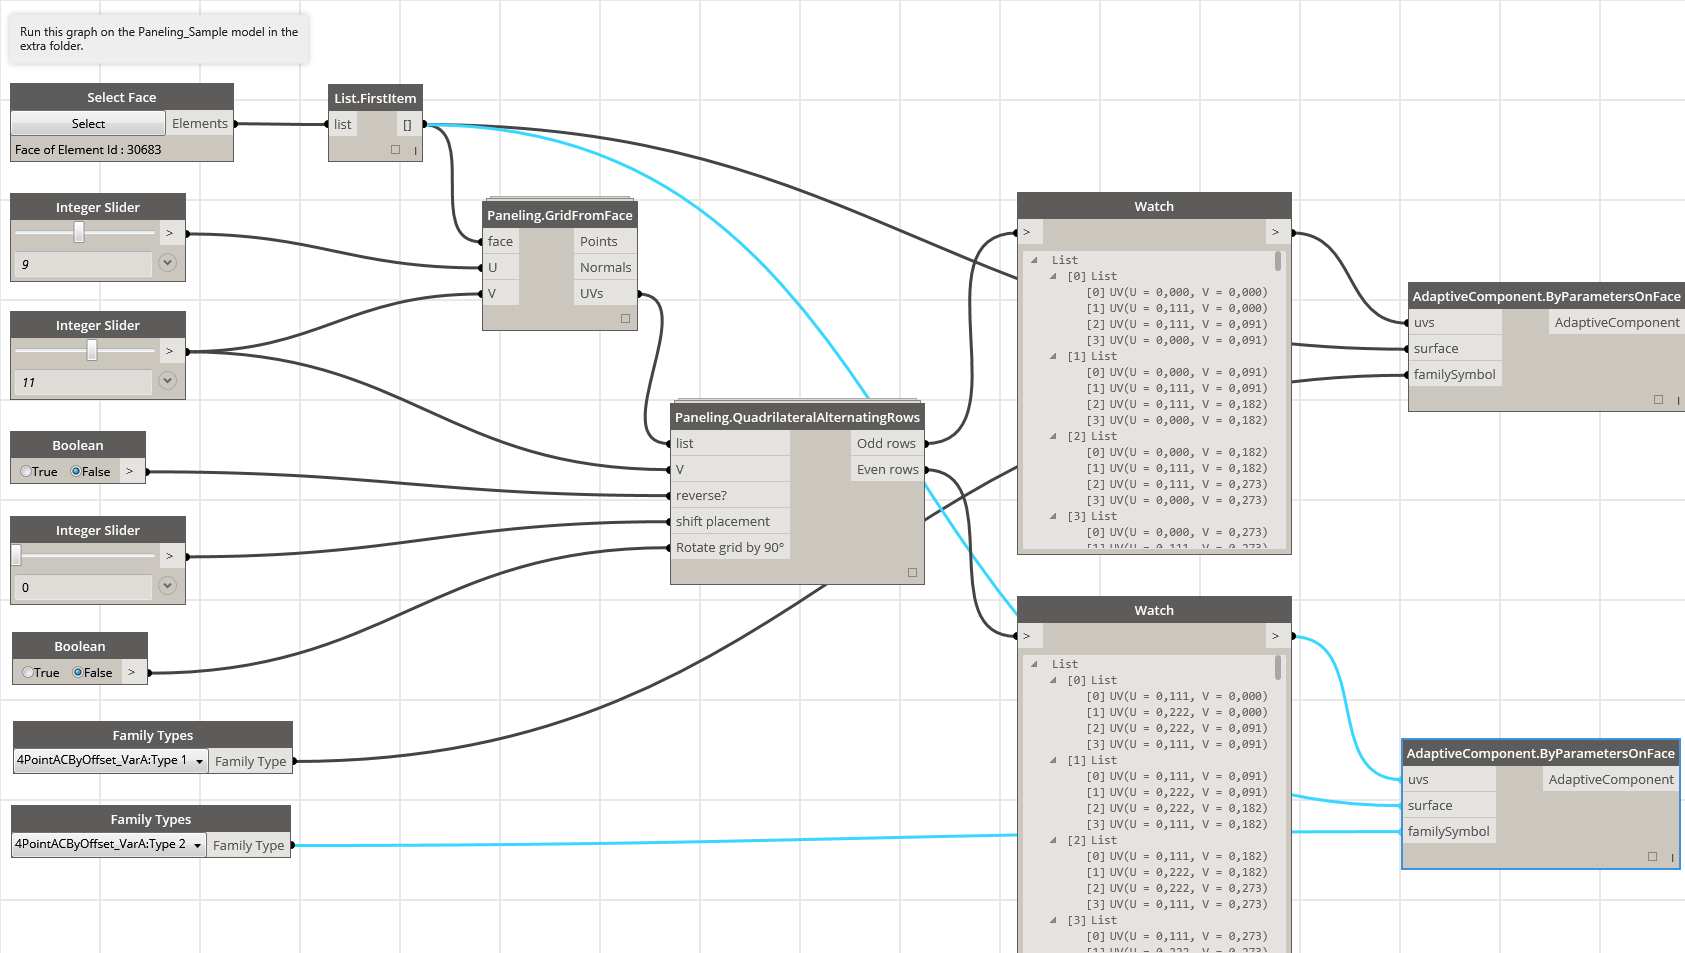 Run this graph on the Paneling_Sample model in the
extra folder.
Select Face
Select
Elements
Face of Element Id : 30683
List.FirstItem
list
[]
Integer Slider
>
9
Integer Slider
>
11
Boolean
True
False
>
Integer Slider
>
0
Boolean
True
False
>
Family Types
4PointACByOffset_VarA:Type 1
Family Type
Family Types
4PointACByOffset_VarA:Type 2
Family Type
Paneling.GridFromFace
face
Points
U
Normals
V
UVs
Paneling.QuadrilateralAlternatingRows
list
Odd rows
V
Even rows
reverse?
shift placement
Rotate grid by 90°
Watch
>
>
List
[0] List
[0] UV(U = 0,000, V = 0,000)
[1] UV(U = 0,111, V = 0,000)
[2] UV(U = 0,111, V = 0,091)
[3] UV(U = 0,000, V = 0,091)
[1] List
[0] UV(U = 0,000, V = 0,091)
[1] UV(U = 0,111, V = 0,091)
[2] UV(U = 0,111, V = 0,182)
[3] UV(U = 0,000, V = 0,182)
[2] List
[0] UV(U = 0,000, V = 0,182)
[1] UV(U = 0,111, V = 0,182)
[2] UV(U = 0,111, V = 0,273)
[3] UV(U = 0,000, V = 0,273)
[3] List
[0] UV(U = 0,000, V = 0,273)
[1] UV(U = 0,111, V = 0,273)
Watch
>
>
List
[0] List
[0] UV(U = 0,111, V = 0,000)
[1] UV(U = 0,222, V = 0,000)
[2] UV(U = 0,222, V = 0,091)
[3] UV(U = 0,111, V = 0,091)
[1] List
[0] UV(U = 0,111, V = 0,091)
[1] UV(U = 0,222, V = 0,091)
[2] UV(U = 0,222, V = 0,182)
[3] UV(U = 0,111, V = 0,182)
[2] List
[0] UV(U = 0,111, V = 0,182)
[1] UV(U = 0,222, V = 0,182)
[2] UV(U = 0,222, V = 0,273)
[3] UV(U = 0,111, V = 0,273)
[3] List
[0] UV(U = 0,111, V = 0,273)
[1] UV(U = 0,222, V = 0,273)
AdaptiveComponent.ByParametersOnFace
uvs
AdaptiveComponent
surface
familySymbol
AdaptiveComponent.ByParametersOnFace
uvs
AdaptiveComponent
surface
familySymbol